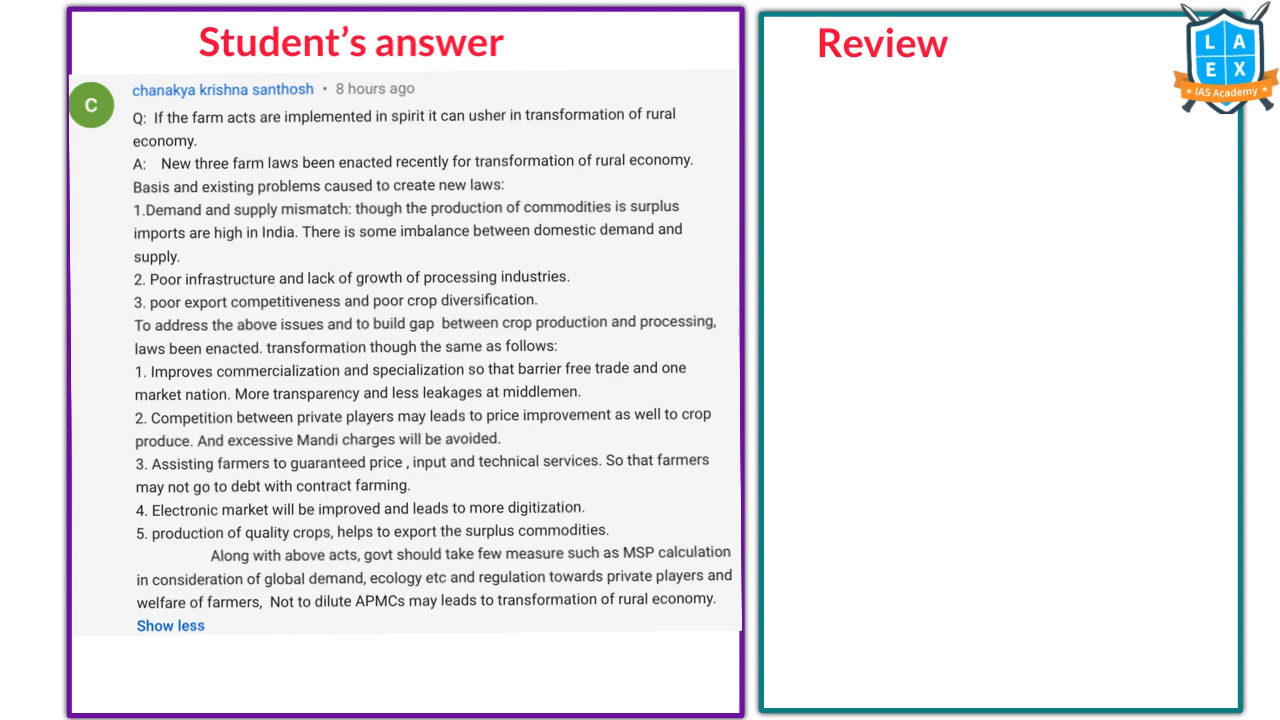 Student's answer
Review
L A
E X
IAS Academy
C
chanakya krishna santhosh • 8 hours ago
Q: If the farm acts are implemented in spirit it can usher in transformation of rural
economy.
A: New three farm laws been enacted recently for transformation of rural economy.
Basis and existing problems caused to create new laws:
1.Demand and supply mismatch: though the production of commodities is surplus
imports are high in India. There is some imbalance between domestic demand and
supply.
2. Poor infrastructure and lack of growth of processing industries.
3. poor export competitiveness and poor crop diversification.
To address the above issues and to build gap between crop production and processing,
laws been enacted. transformation though the same as follows:
1. Improves commercialization and specialization so that barrier free trade and one
market nation. More transparency and less leakages at middlemen.
2. Competition between private players may leads to price improvement as well to crop
produce. And excessive Mandi charges will be avoided.
3. Assisting farmers to guaranteed price , input and technical services. So that farmers
may not go to debt with contract farming.
4. Electronic market will be improved and leads to more digitization.
5. production of quality crops, helps to export the surplus commodities.
Along with above acts, govt should take few measure such as MSP calculation
in consideration of global demand, ecology etc and regulation towards private players and
welfare of farmers, Not to dilute APMCs may leads to transformation of rural economy.
Show less